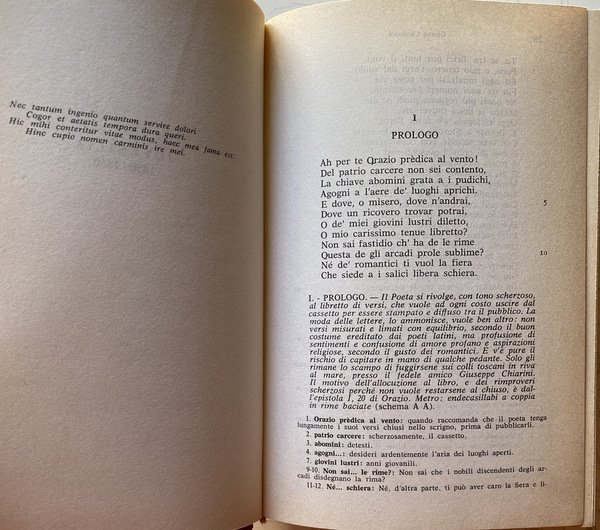 Nec tantum ingenio quantum servire dolori
Cogor et aetatis tempora dura queri.
Hic mihi conteritur vitae modus, haec mea fama est:
Hinc cupio nomen carminis ire mei.
I
PROLOGO
Ah per te Orazio prèdica al vento!
Del patrio carcere non sei contento,
La chiave abomini grata a i pudichi,
Agogni a l'aere de' luoghi aprichi.
E dove, o misero, dove n'andrai, 5
Dove un ricovero trovar potrai,
O de' miei giovini lustri diletto,
O mio carissimo tenue libretto?
Non sai fastidio ch' ha de le rime
Questa de gli arcadi prole sublime? 10
Né de' romantici ti vuol la fiera
Che siede a i salici libera schiera.
I. - PROLOGO. — Il Poeta si rivolge, con tono scherzoso,
al libretto di versi, che vuole ad ogni costo uscire dal
cassetto per essere stampato e diffuso tra il pubblico. La
moda delle lettere, lo ammonisce, vuole ben altro: non
versi misurati e limati con equilibrio, secondo il buon
costume ereditato dai poeti latini, ma profusione di
sentimenti e confusione di amore profano e aspirazioni
religiose, secondo il gusto dei romantici. E v'è pure il
rischio di capitare in mano di qualche pedante. Solo gli
rimane lo scampo di fuggirsene sui colli toscani in riva
al mare, presso il fedele amico Giuseppe Chiarini.
Il motivo dell'allocuzione al libro, e dei rimproveri
scherzosi perché non vuole restarsene al chiuso, è dal-
l'epistola I, 20 di Orazio. Metro: endecasillabi a coppia
in rime baciate (schema A A).
1. Orazio prèdica al vento: quando raccomanda che il poeta tenga
lungamente i suoi versi chiusi nello scrigno, prima di pubblicarli.
2. patrio carcere: scherzosamente, il cassetto.
3. abomini: detesti.
4. agogni...: desideri ardentemente l'aria dei luoghi aperti.
7. giovini lustri: anni giovanili.
9-10. Non sai... le rime?: Non sai che i nobili discendenti degli ar-
cadi disdegnano la rima?
11-12. Né... schiera: Né, d'altra parte, ti può aver caro la fiera e li-